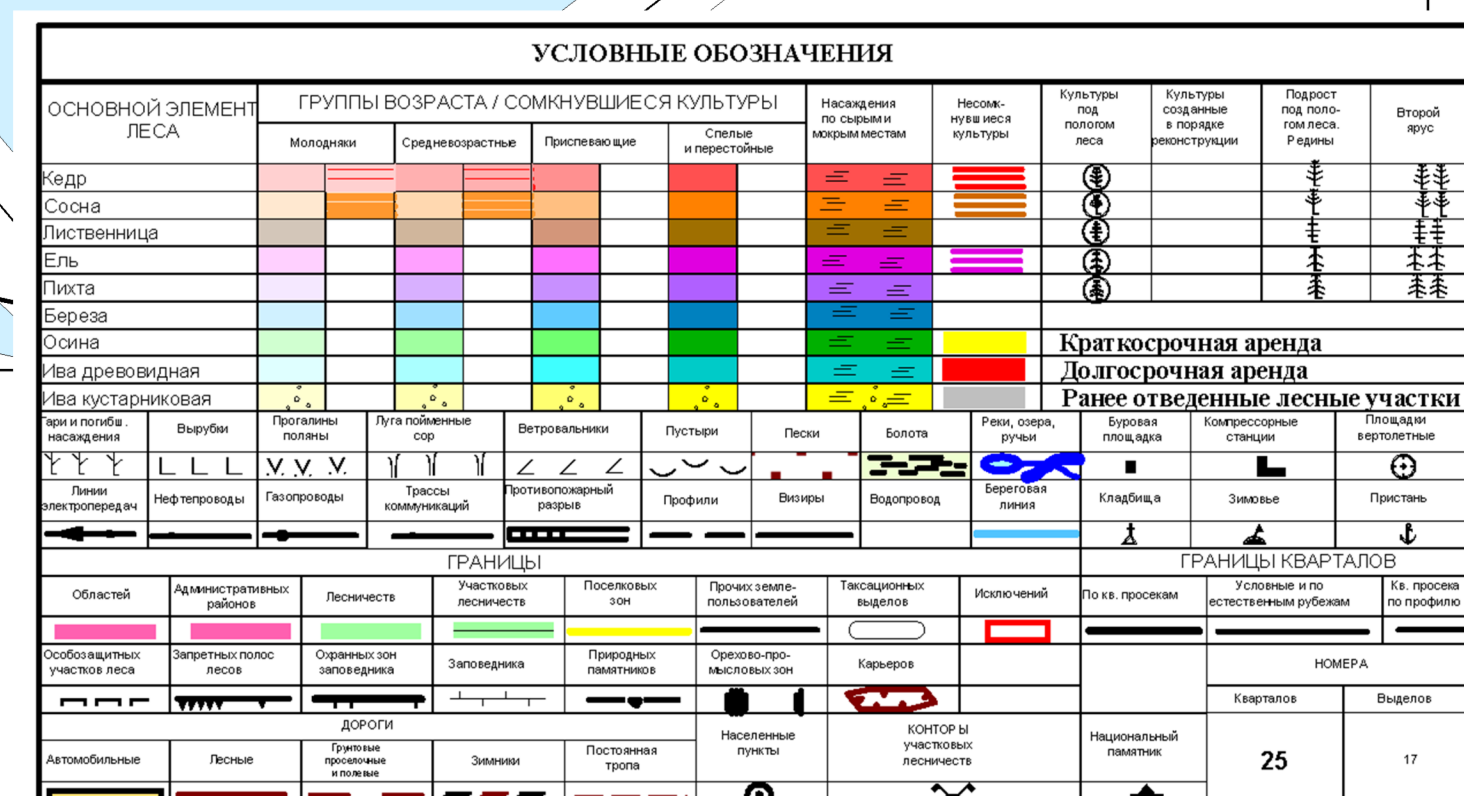 УСЛОВНЫЕ ОБОЗНАЧЕНИЯ
ОСНОВНОЙ ЭЛЕМЕНТ
ЛЕСА
ГРУППЫ ВОЗРАСТА / СОМКНУВШИЕСЯ КУЛЬТУРЫ
Молодняки
Средневозрастные
Приспевающие
Спелые
и перестойные
Насаждения
по сырым и
мокрым местам
Несомк-
нувшиеся
культуры
Культуры
под
пологом
леса
Культуры
созданные
в порядке
реконструкции
Подрост
под поло-
гом леса.
Редины
Второй
ярус
Кедр
Сосна
Лиственница
Ель
Пихта
Береза
Осина
Ива древовидная
Ива кустарниковая
Краткосрочная аренда
Долгосрочная аренда
Ранее отведенные лесные участки
Гари и погибш.
насаждения
Вырубки
Прогалины
поляны
Луга пойменные
сор
Ветровальники
Пустыри
Пески
Болота
Реки, озера,
ручьи
Буровая
площадка
Компрессорные
станции
Площадки
вертолетные
Линии
электропередач
Нефтепроводы
Газопроводы
Трассы
коммуникаций
Противопожарный
разрыв
Профили
Визиры
Водопровод
Береговая
линия
Кладбища
Зимовье
Пристань
ГРАНИЦЫ
ГРАНИЦЫ КВАРТАЛОВ
Областей
Административных
районов
Лесничеств
Участковых
лесничеств
Поселковых
зон
Прочих земле-
пользователей
Таксационных
выделов
Исключений
По кв. просекам
Условные и по
естественным рубежам
Кв. просека
по профилю
Особозащитных
участков леса
Запретных полос
лесов
Охранных зон
заповедника
Заповедника
Природных
памятников
Орехово-про-
мысловых зон
Карьеров
НОМЕРА
Кварталов
Выделов
ДОРОГИ
Автомобильные
Лесные
Грунтовые
проселочные
и полевые
Зимники
Постоянная
тропа
Населенные
пункты
КОНТОРЫ
участковых
лесничеств
Национальный
памятник
25
17